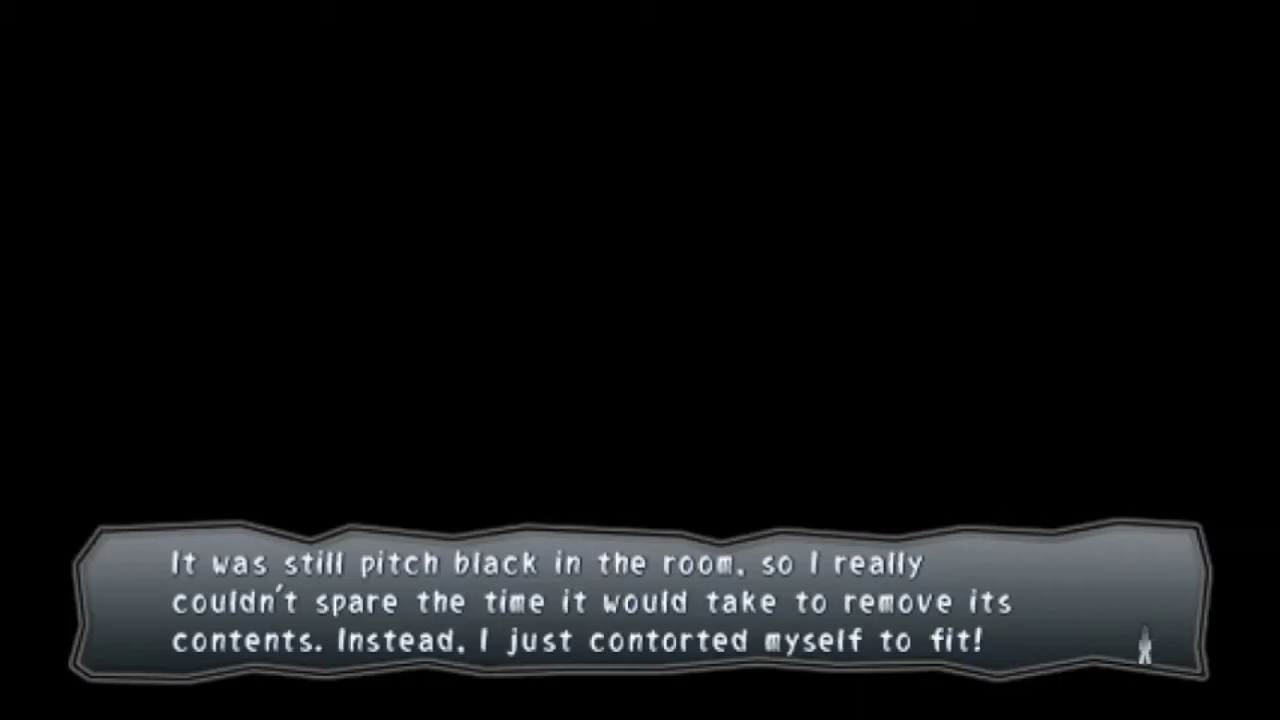 It was still pitch black in the room, so I really
couldn't spare the time it would take to remove its
contents. Instead, I just contorted myself to fit!